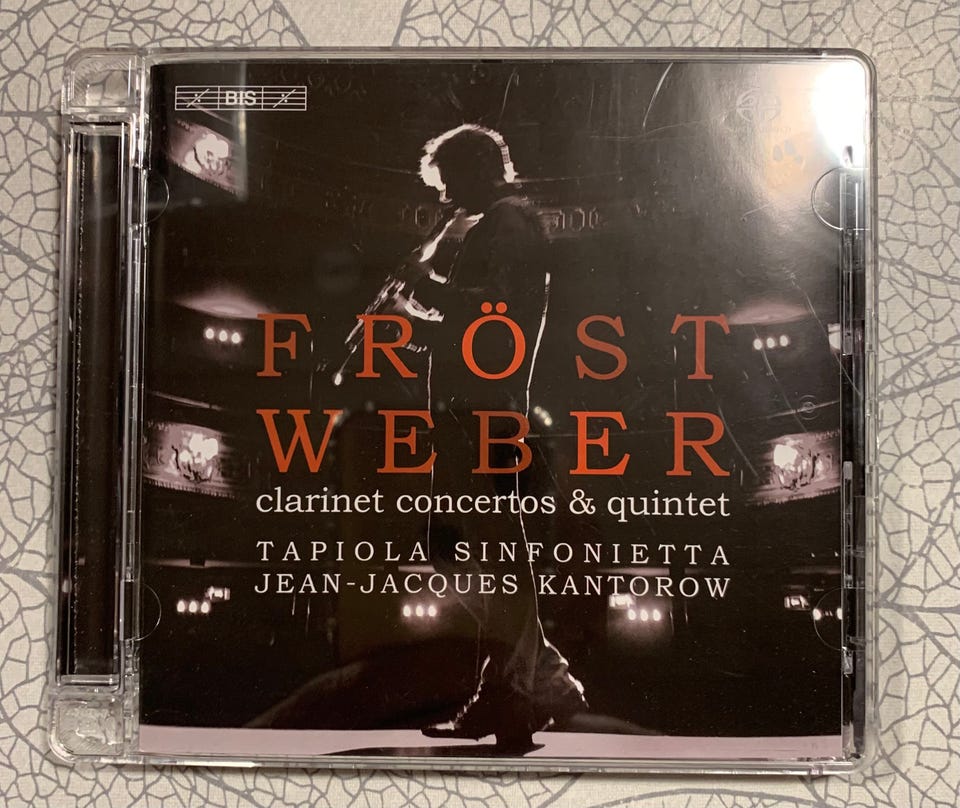 BIS
FRÖST
WEBER
clarinet concertos & quintet
TAPIOLA SINFONIETTA
JEAN-JACQUES KANTOROW